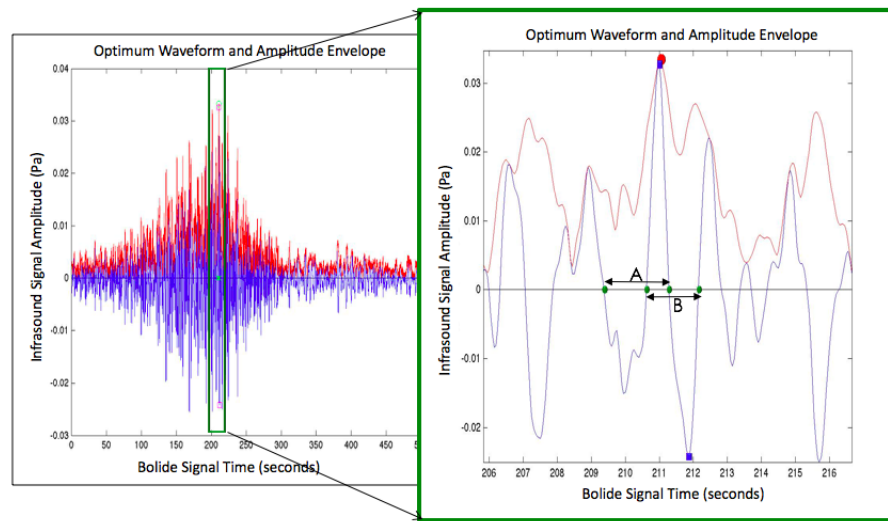 Optimum Waveform and Amplitude Envelope
0.04
0.03
0.02
0.01
0
-0.01
-0.02
-0.03
Infrasound Signal Amplitude (Pa)
0 50 100 150 200 250 300 350 400 450
Bolide Signal Time (seconds)
Optimum Waveform and Amplitude Envelope
0.03
0.02
0.01
0
-0.01
-0.02
Infrasound Signal Amplitude (Pa)
A
B
206 207 208 209 210 211 212 213 214 215 216
Bolide Signal Time (seconds)